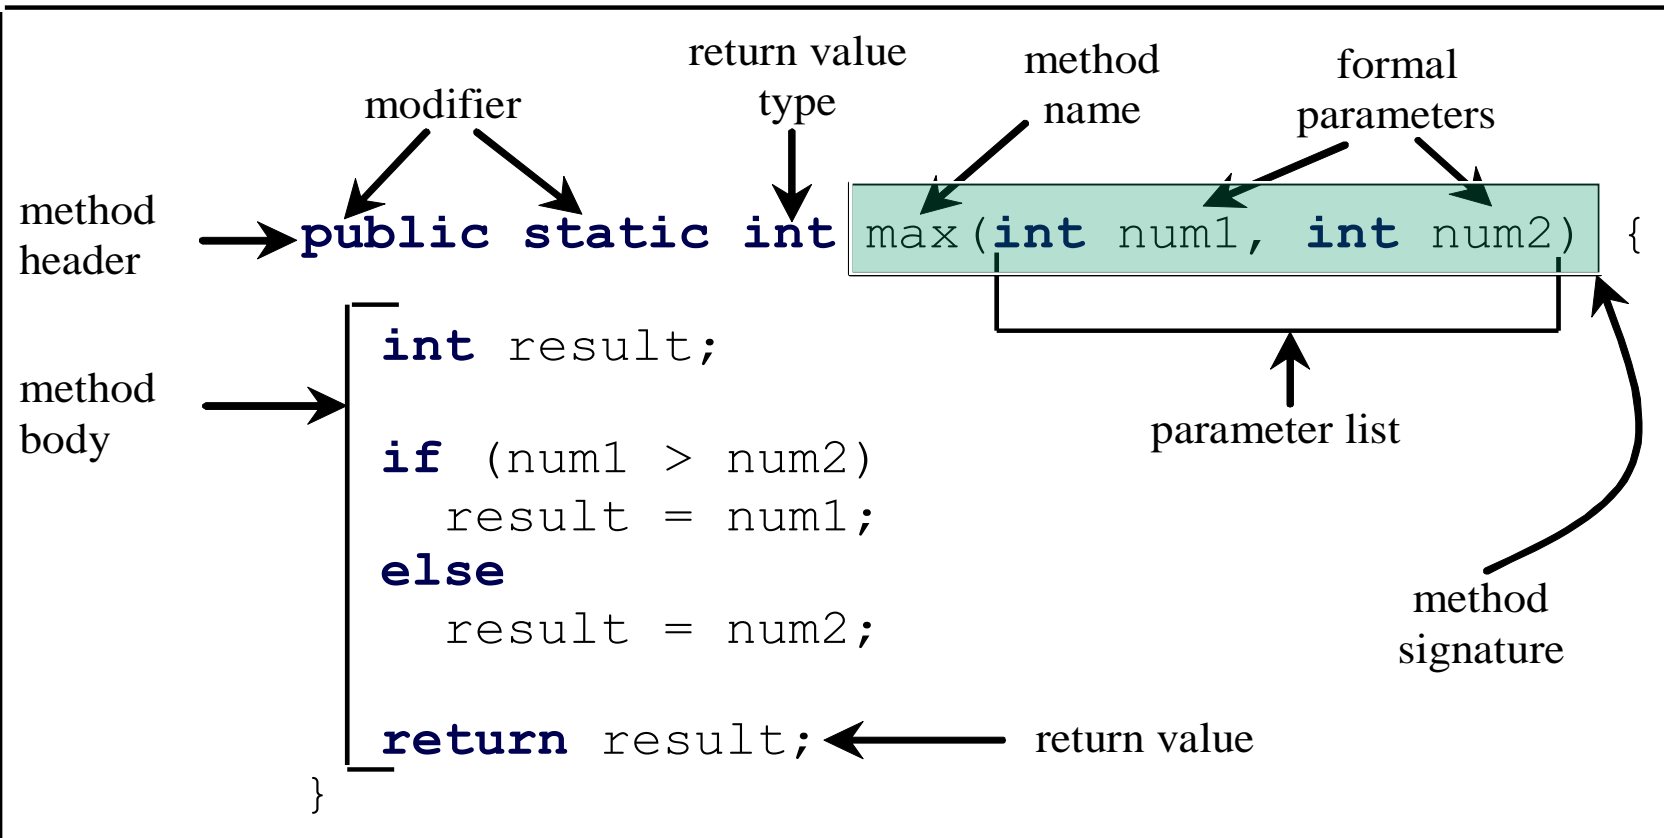 return value
type
method
name
formal
parameters
modifier
method
header
public static int max(int num1, int num2) {
int result;
method
body
parameter list
if (num1 > num2)
result = num1;
else
result = num2;
method
signature
return result;
return value
}